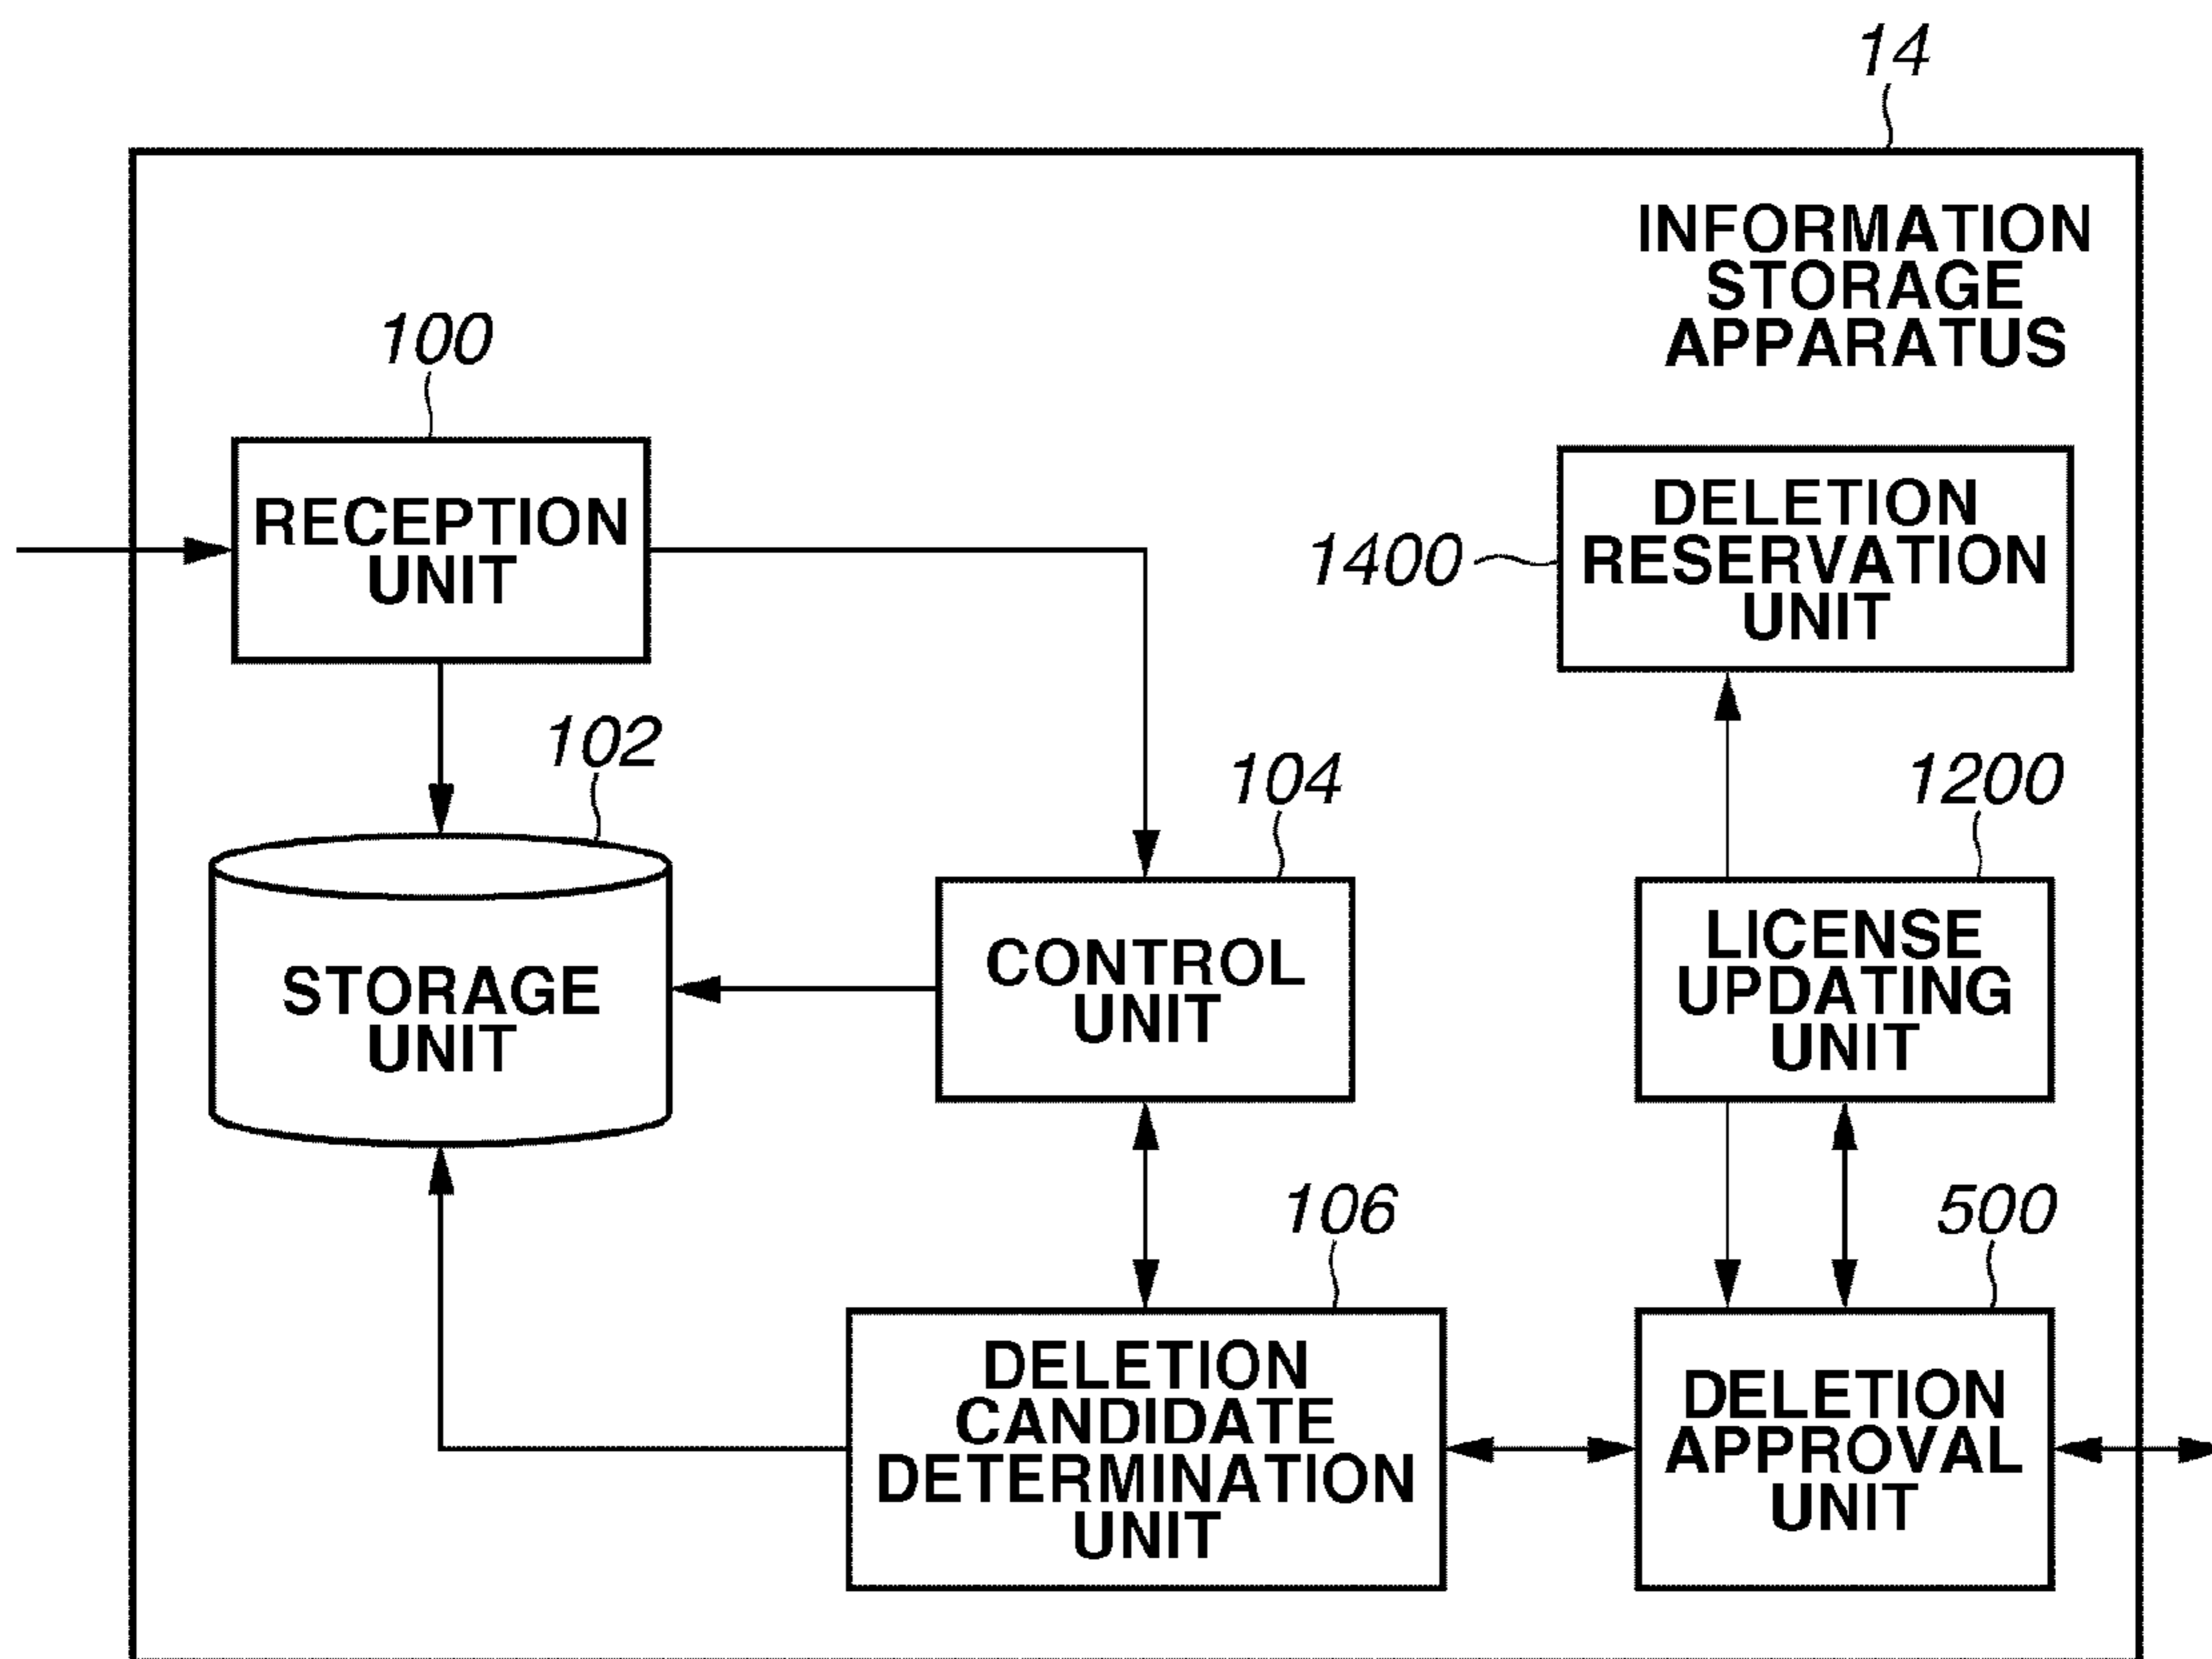 14
INFORMATION
STORAGE
APPARATUS
100
RECEPTION
UNIT
1400
DELETION
RESERVATION
UNIT
102
STORAGE
UNIT
104
CONTROL
UNIT
1200
LICENSE
UPDATING
UNIT
106
DELETION
CANDIDATE
DETERMINATION
UNIT
500
DELETION
APPROVAL
UNIT